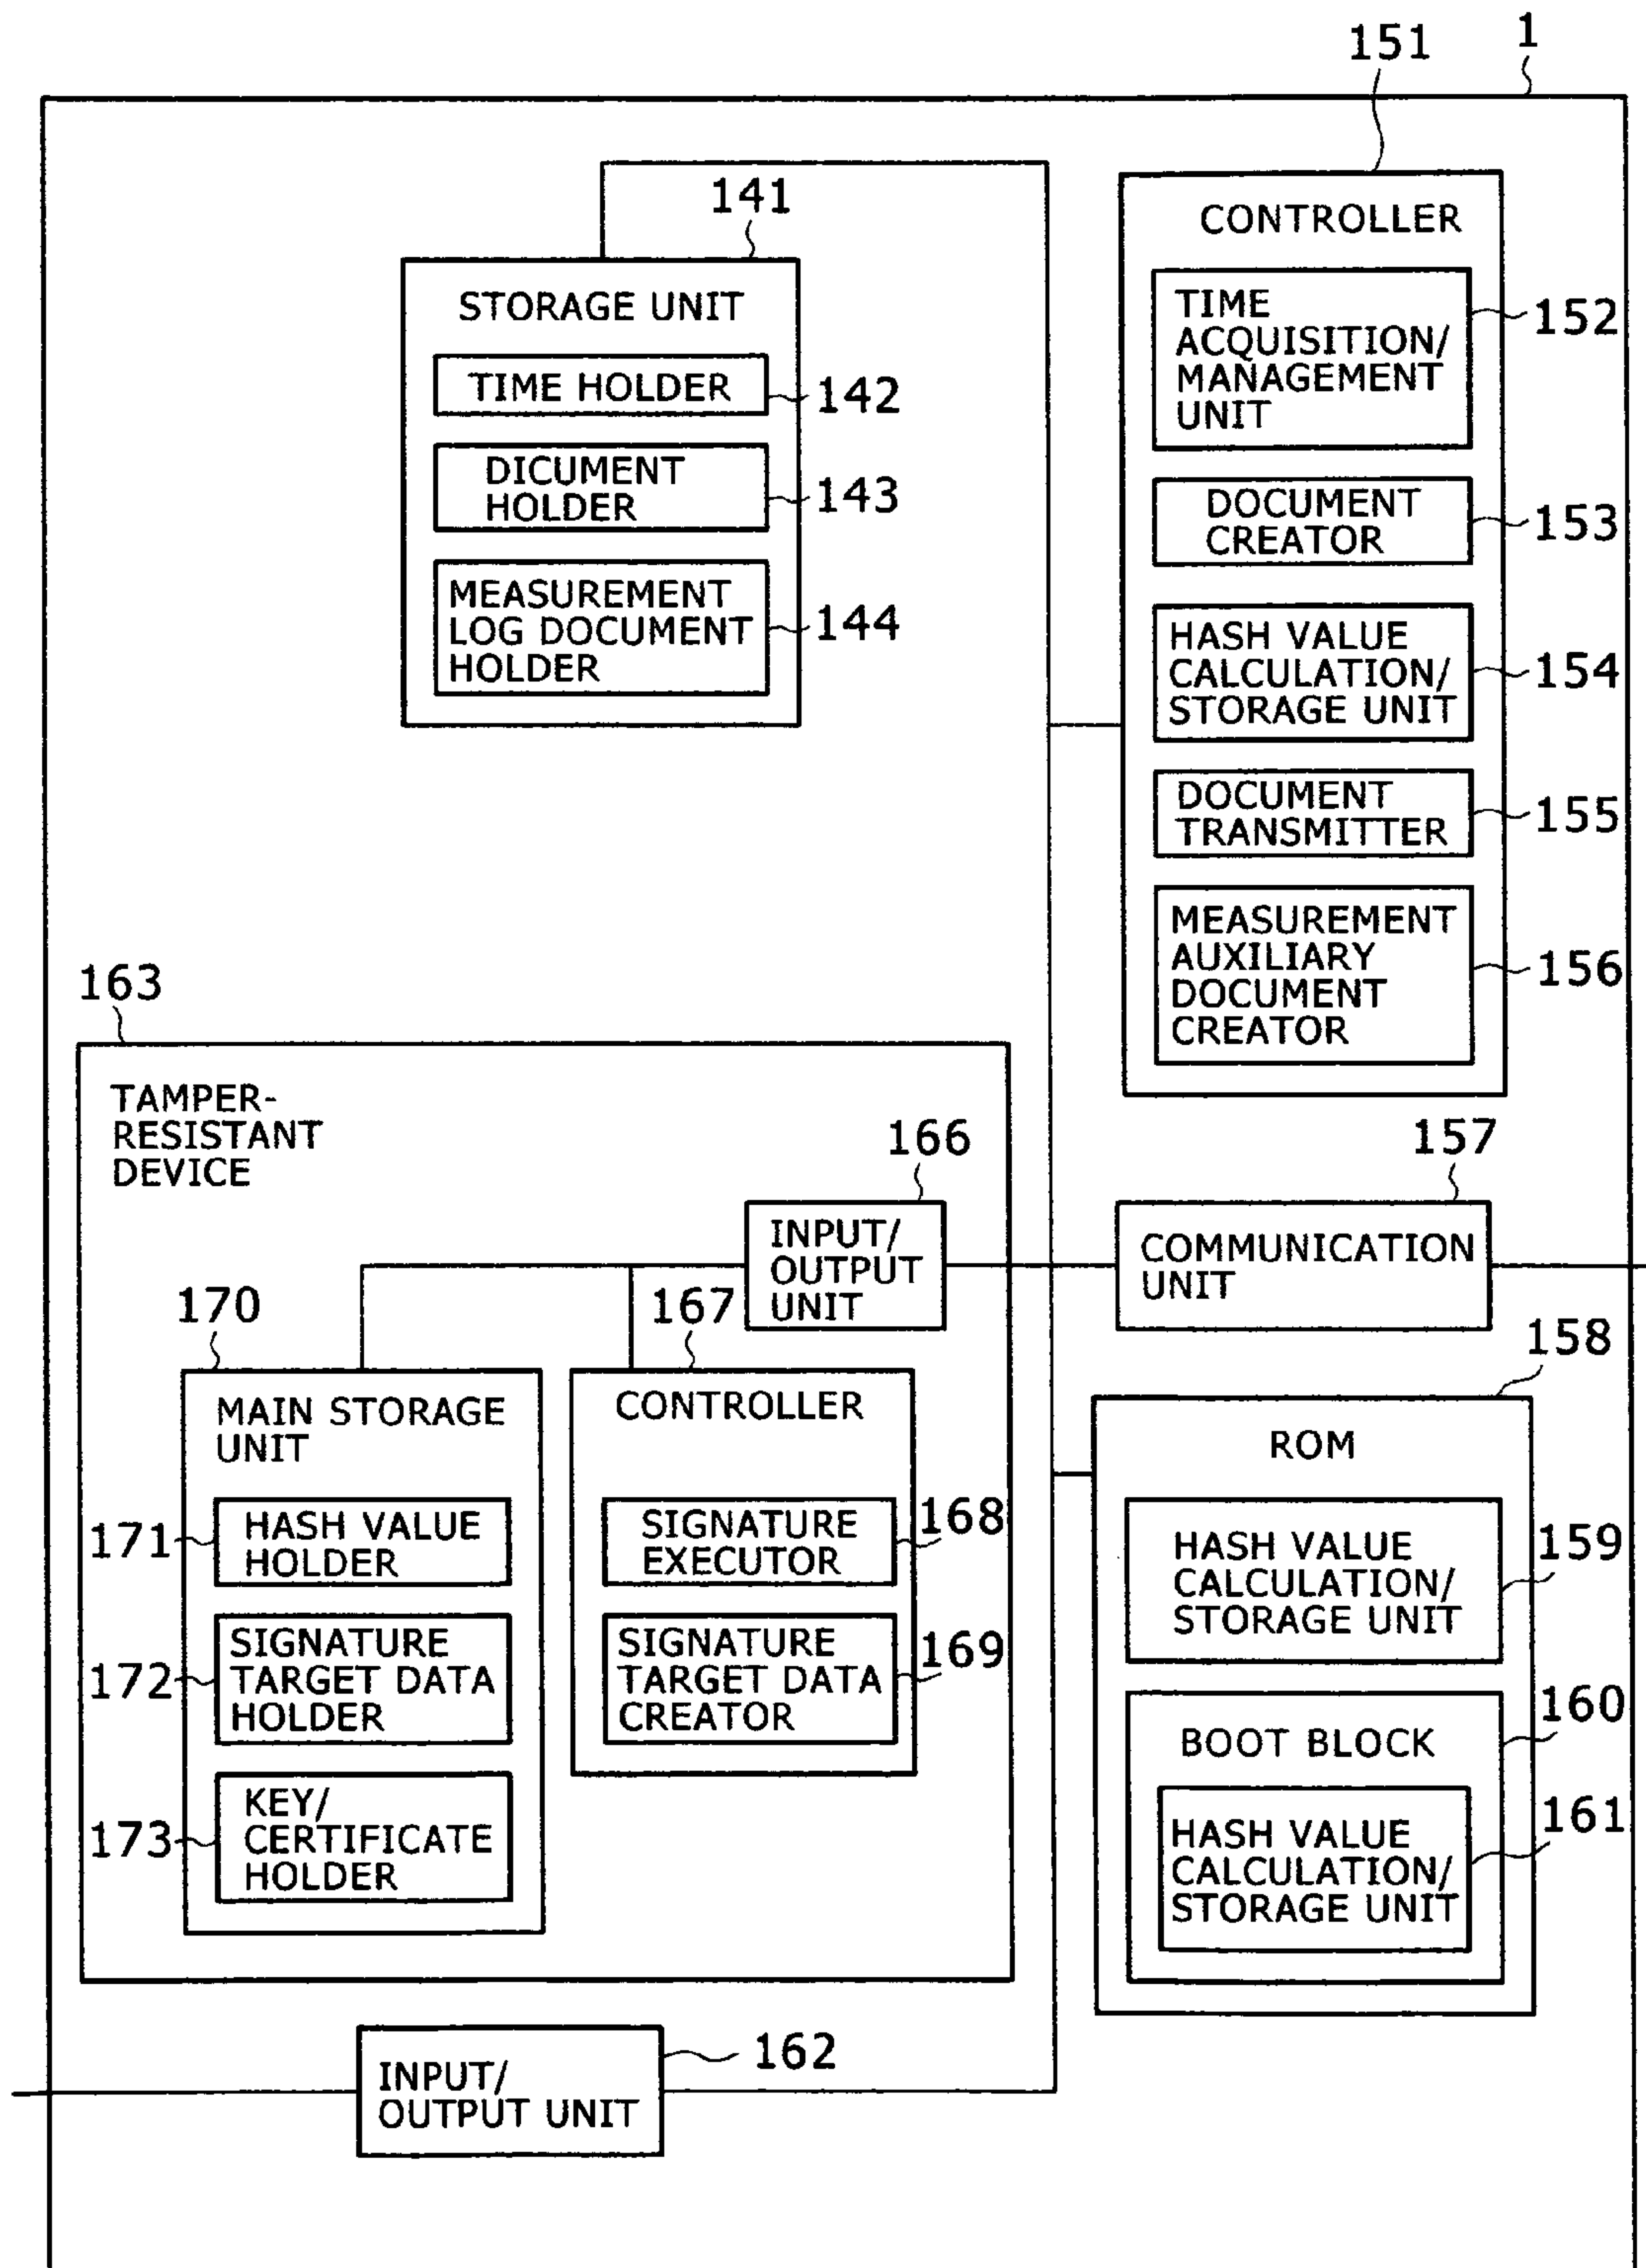 1
151
CONTROLLER
TIME
ACQUISITION/
MANAGEMENT
UNIT
152
DOCUMENT
CREATOR
153
HASH VALUE
CALCULATION/
STORAGE UNIT
154
DOCUMENT
TRANSMITTER
155
MEASUREMENT
AUXILIARY
DOCUMENT
CREATOR
156
141
STORAGE UNIT
TIME HOLDER
142
DICUMENT
HOLDER
143
MEASUREMENT
LOG DOCUMENT
HOLDER
144
163
TAMPER-
RESISTANT
DEVICE
166
INPUT/
OUTPUT
UNIT
157
COMMUNICATION
UNIT
170
MAIN STORAGE
UNIT
171
HASH VALUE
HOLDER
172
SIGNATURE
TARGET DATA
HOLDER
173
KEY/
CERTIFICATE
HOLDER
167
CONTROLLER
SIGNATURE
EXECUTOR
168
SIGNATURE
TARGET DATA
CREATOR
169
158
ROM
HASH VALUE
CALCULATION/
STORAGE UNIT
159
160
BOOT BLOCK
HASH VALUE
CALCULATION/
STORAGE UNIT
161
162
INPUT/
OUTPUT UNIT